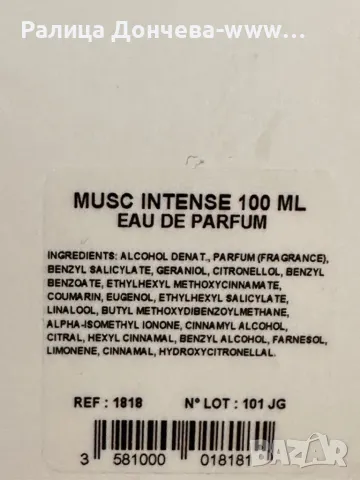 Ралица Дончева-www...
MUSC INTENSE 100 ML
EAU DE PARFUM
INGREDIENTS: ALCOHOL DENAT., PARFUM (FRAGRANCE),
BENZYL SALICYLATE, GERANIOL, CITRONELLOL, BENZYL
BENZOATE, ETHYLHEXYL METHOXYCINNAMATE,
COUMARIN, EUGENOL, ETHYLHEXYL SALICYLATE,
LINALOOL, BUTYL METHOXYDIBENZOYLMETHANE,
ALPHA-ISOMETHYL IONONE, CINNAMYL ALCOHOL,
CITRAL, HEXYL CINNAMAL, BENZYL ALCOHOL, FARNESOL,
LIMONENE, CINNAMAL, HYDROXYCITRONELLAL.
REF : 1818 N° LOT : 101 JG
3 581000 018181
bazar